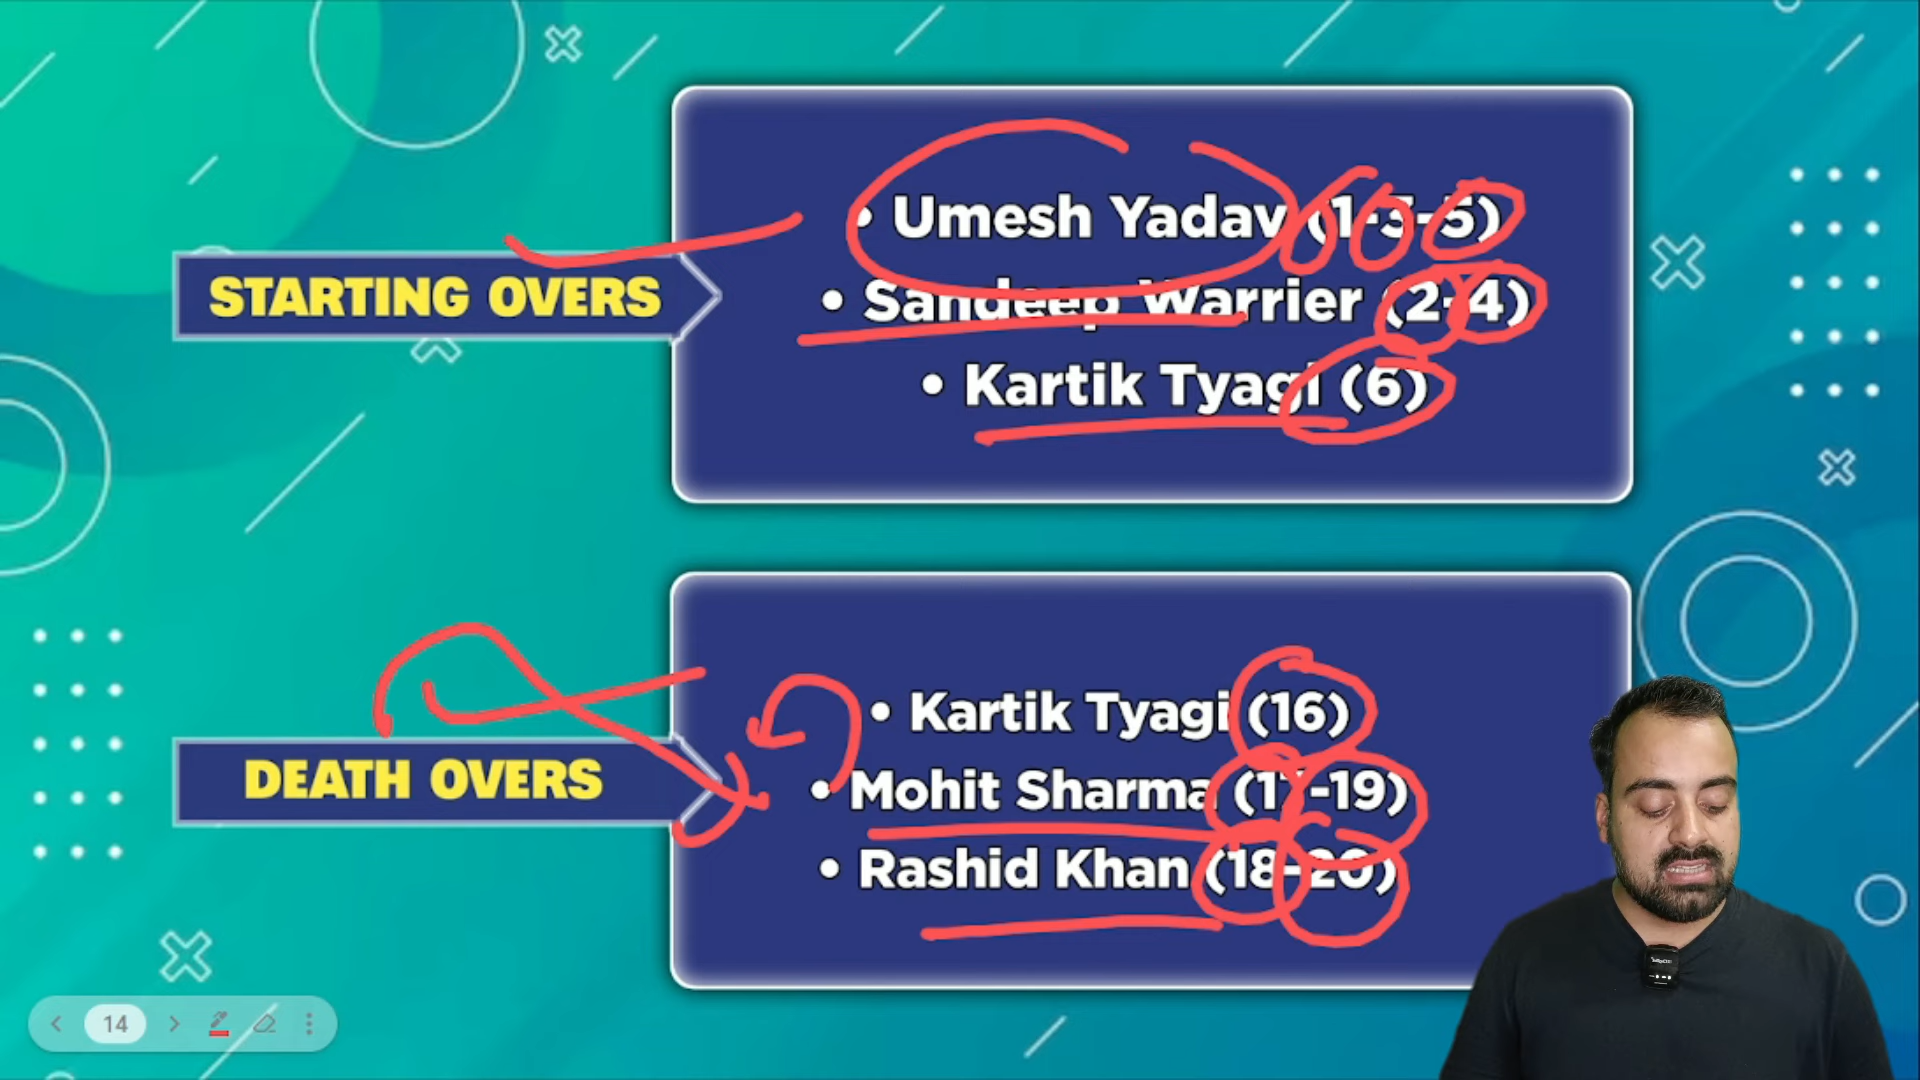 STARTING OVERS
• Umesh Yadav (1-3-5)
• Sandeep Warrier (2-4)
• Kartik Tyagi (6)
DEATH OVERS
• Kartik Tyagi (16)
• Mohit Sharma (17-19)
• Rashid Khan (18-20)
14